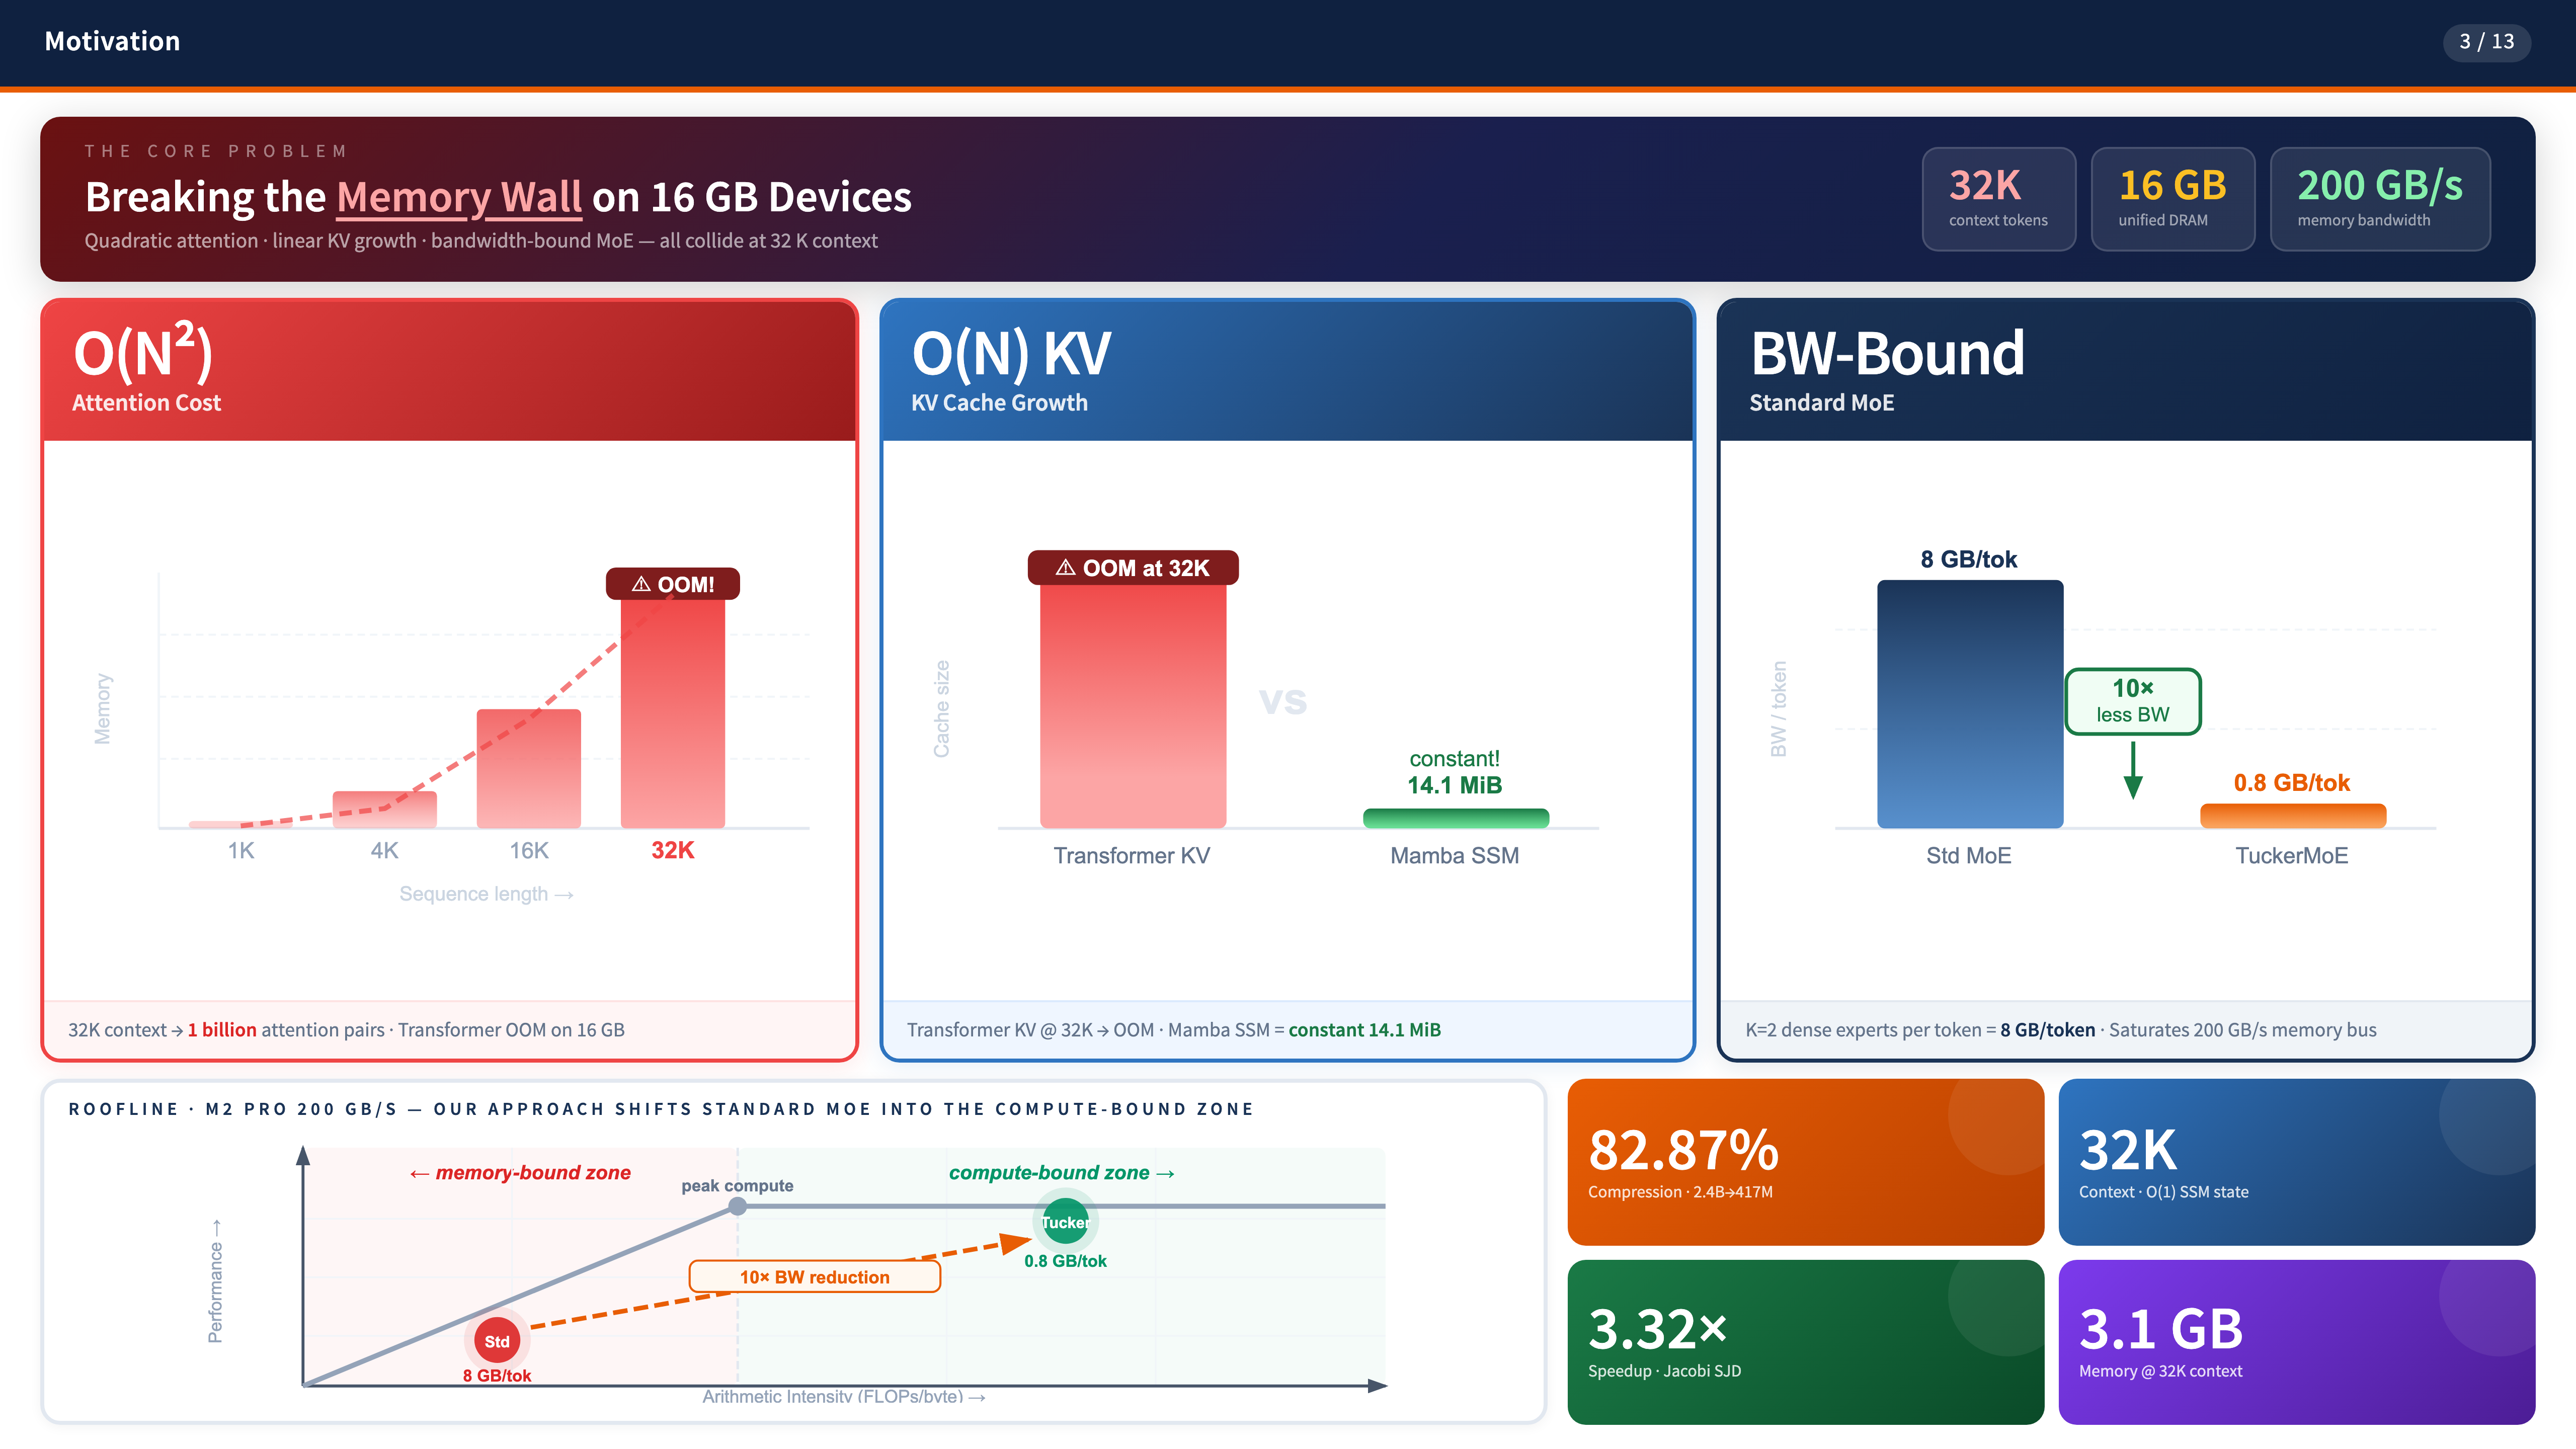 Motivation
3 / 13
THE CORE PROBLEM
Breaking the Memory Wall on 16 GB Devices
Quadratic attention · linear KV growth · bandwidth-bound MoE — all collide at 32 K context
32K
context tokens
16 GB
unified DRAM
200 GB/s
memory bandwidth
O(N²)
Attention Cost
Memory
⚠ OOM!
1K
4K
16K
32K
Sequence length →
32K context → 1 billion attention pairs · Transformer OOM on 16 GB
O(N) KV
KV Cache Growth
Cache size
⚠ OOM at 32K
vs
constant!
14.1 MiB
Transformer KV
Mamba SSM
Transformer KV @ 32K → OOM · Mamba SSM = constant 14.1 MiB
BW-Bound
Standard MoE
BW / token
8 GB/tok
10×
less BW
0.8 GB/tok
Std MoE
TuckerMoE
K=2 dense experts per token = 8 GB/token · Saturates 200 GB/s memory bus
ROOFLINE · M2 PRO 200 GB/S — OUR APPROACH SHIFTS STANDARD MOE INTO THE COMPUTE-BOUND ZONE
← memory-bound zone
peak compute
compute-bound zone →
Performance →
Tucker
0.8 GB/tok
10× BW reduction
Std
8 GB/tok
Arithmetic Intensity (FLOPs/byte) →
82.87%
Compression · 2.4B→417M
32K
Context · O(1) SSM state
3.32×
Speedup · Jacobi SJD
3.1 GB
Memory @ 32K context